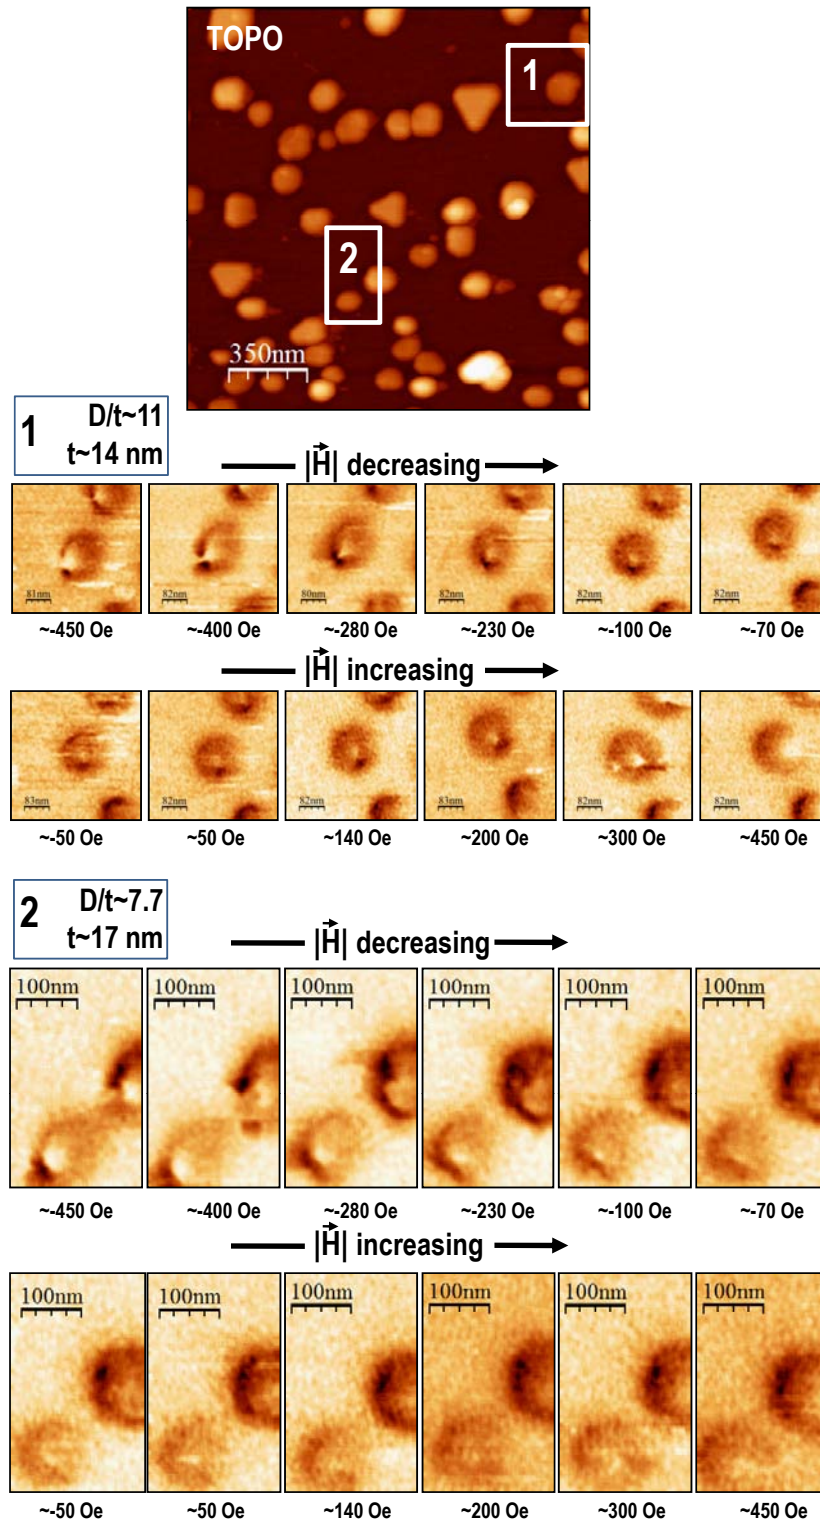 TOPO
1
2
350nm
1
D/t~11
t~14 nm
|H| decreasing
81nm
82nm
80nm
82nm
82nm
82nm
~-450 Oe
~-400 Oe
~-280 Oe
~-230 Oe
~-100 Oe
~-70 Oe
|H| increasing
83nm
82nm
82nm
83nm
82nm
82nm
~-50 Oe
~50 Oe
~140 Oe
~200 Oe
~300 Oe
~450 Oe
2
D/t~7.7
t~17 nm
|H| decreasing
100nm
100nm
100nm
100nm
100nm
100nm
~-450 Oe
~-400 Oe
~-280 Oe
~-230 Oe
~-100 Oe
~-70 Oe
|H| increasing
100nm
100nm
100nm
100nm
100nm
100nm
~-50 Oe
~50 Oe
~140 Oe
~200 Oe
~300 Oe
~450 Oe